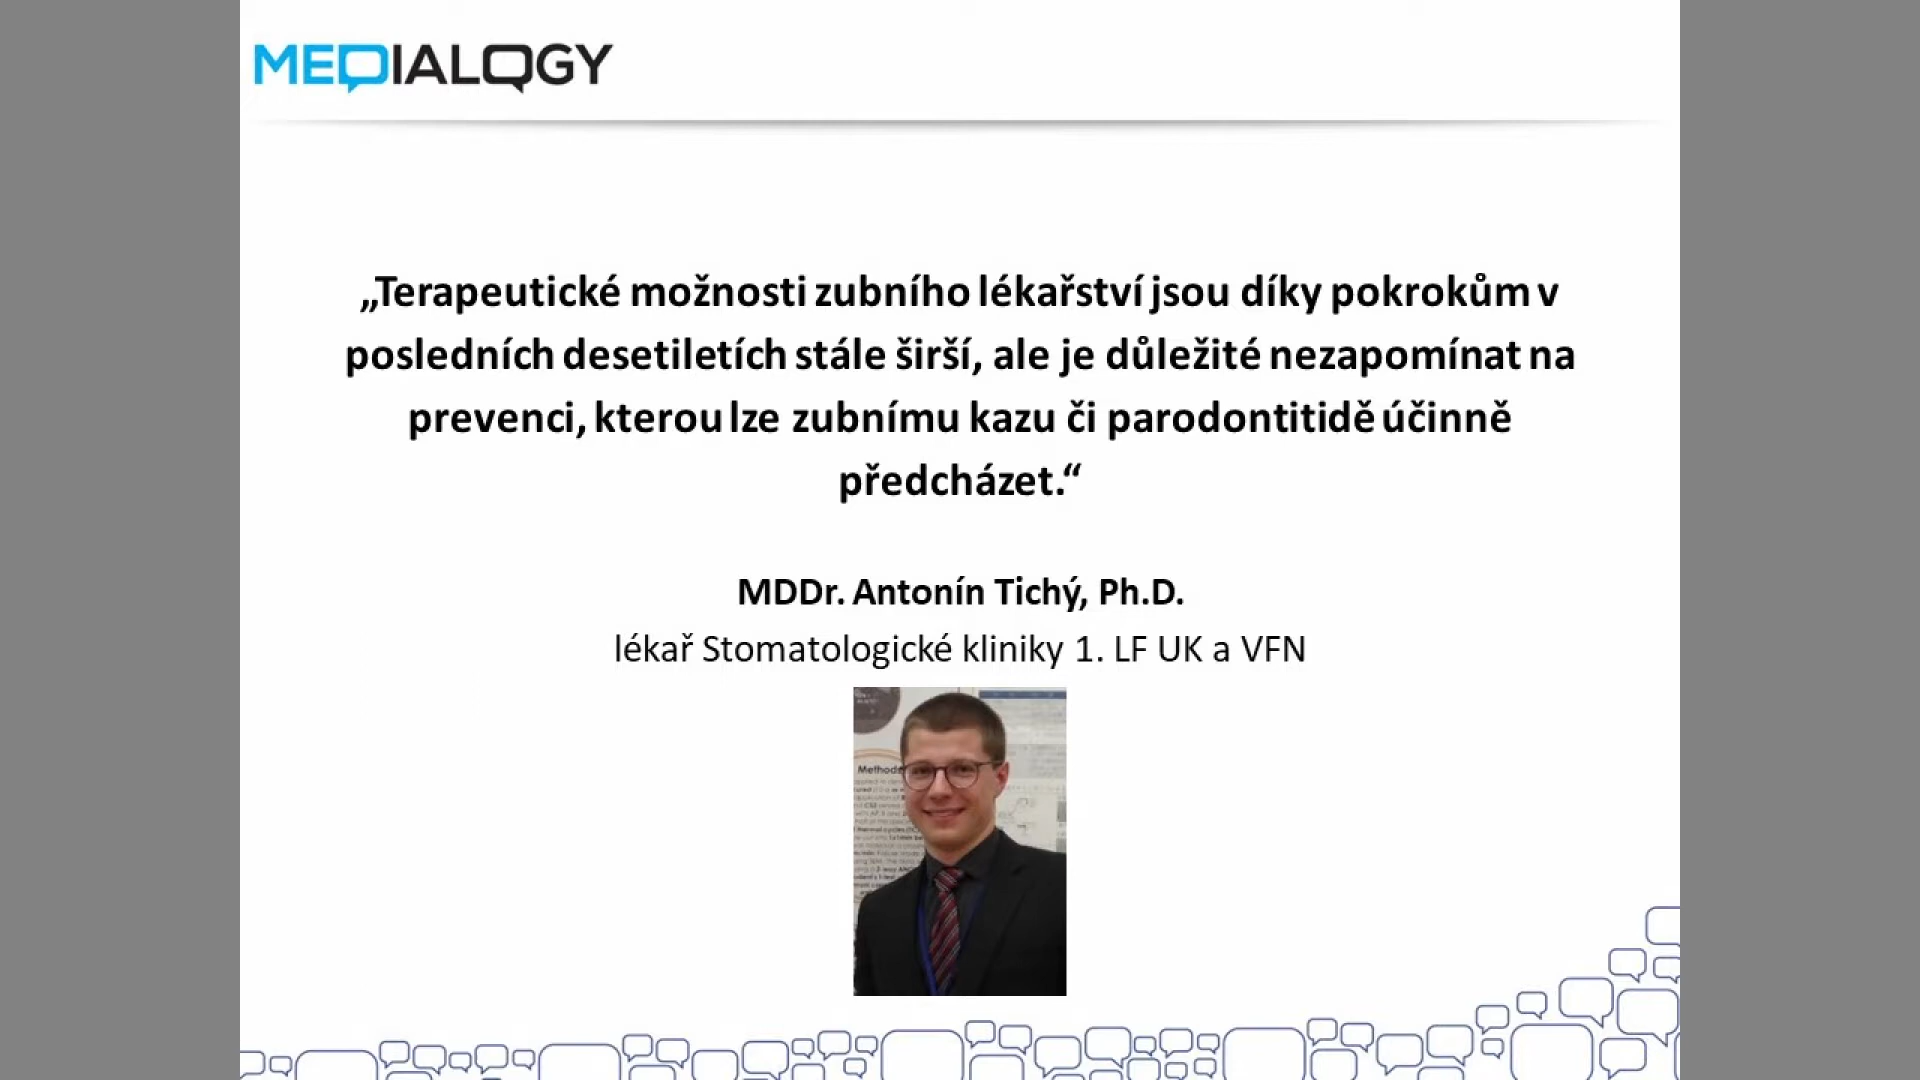 MEDIALOGY
„Terapeutické možnosti zubního lékařství jsou díky pokrokům v
posledních desetiletích stále širší, ale je důležité nezapomínat na
prevenci, kterou lze zubnímu kazu či parodontitidě účinně
předcházet.“
MDDr. Antonín Tichý, Ph.D.
lékař Stomatologické kliniky 1. LF UK a VFN
Methods